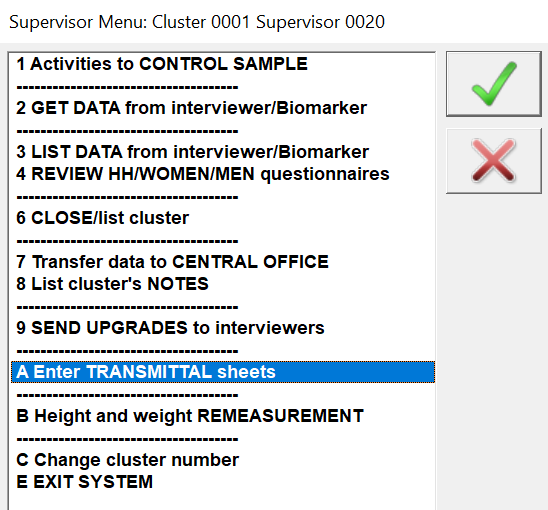 Supervisor Menu: Cluster 0001 Supervisor 0020
1 Activities to CONTROL SAMPLE
-------------------------------------
2 GET DATA from interviewer/Biomarker
-------------------------------------
3 LIST DATA from interviewer/Biomarker
4 REVIEW HH/WOMEN/MEN questionnaires
-------------------------------------
6 CLOSE/list cluster
-------------------------------------
7 Transfer data to CENTRAL OFFICE
8 List cluster's NOTES
-------------------------------------
9 SEND UPGRADES to interviewers
-------------------------------------
A Enter TRANSMITTAL sheets
-------------------------------------
B Height and weight REMEASUREMENT
-------------------------------------
C Change cluster number
E EXIT SYSTEM